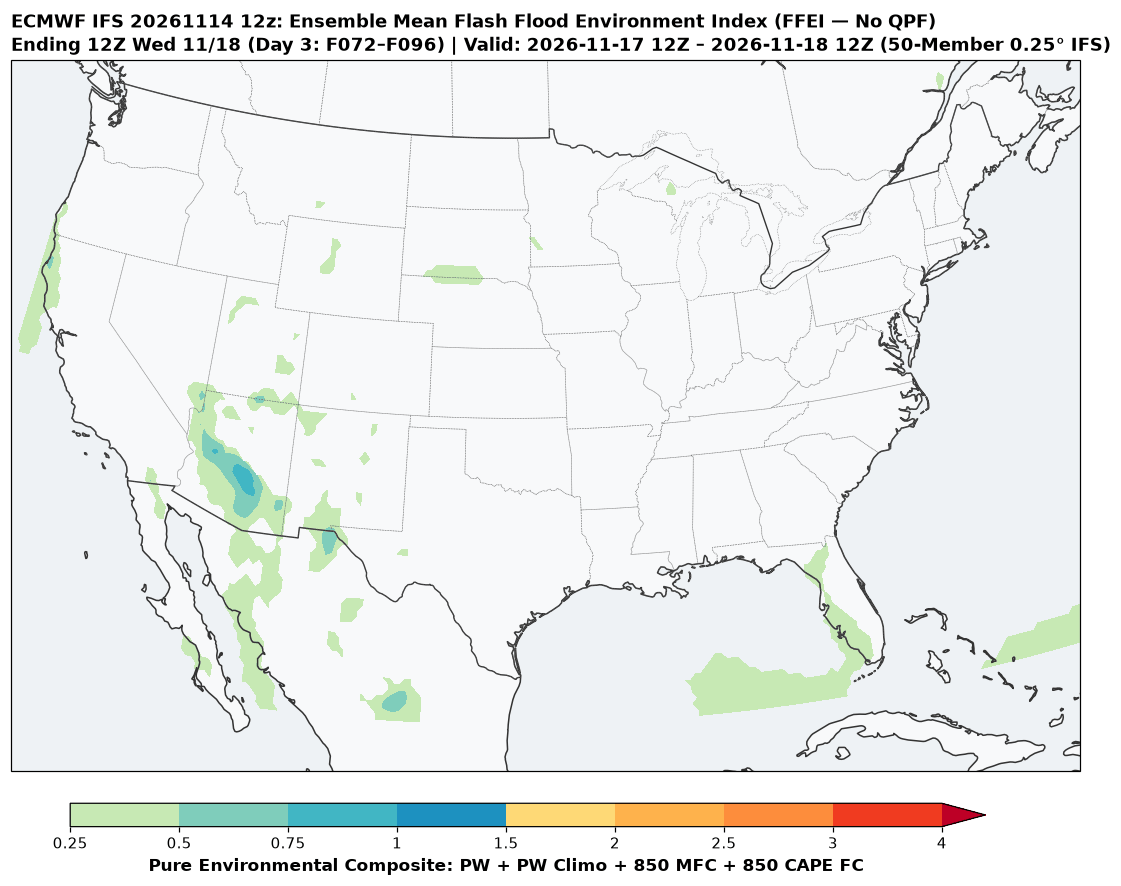 ECMWF IFS 20261114 12z: Ensemble Mean Flash Flood Environment Index (FFEI — No QPF)
Ending 12Z Wed 11/18 (Day 3: F072–F096) | Valid: 2026-11-17 12Z – 2026-11-18 12Z (50-Member 0.25° IFS)
0.25 0.5 0.75 1 1.5 2 2.5 3 4
Pure Environmental Composite: PW + PW Climo + 850 MFC + 850 CAPE FC